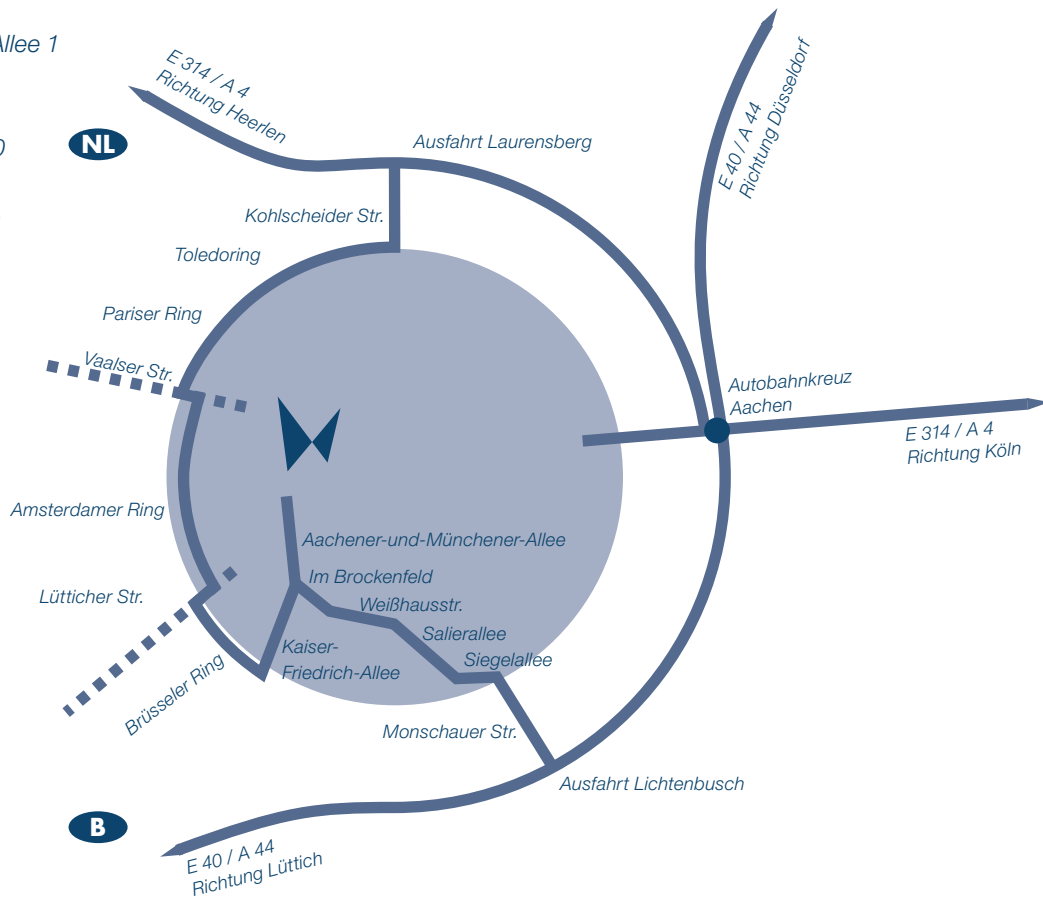 Allee 1
E 314 / A 4
Richtung Heerlen
NL
Ausfahrt Laurensberg
E 40 / A 44
Richtung Düsseldorf
Kohlscheider Str.
Toledoring
Pariser Ring
Vaalser Str.
Autobahnkreuz
Aachen
E 314 / A 4
Richtung Köln
Amsterdamer Ring
Aachener-und-Münchener-Allee
Im Brockenfeld
Lütticher Str.
Weißhausstr.
Salierallee
Kaiser-
Friedrich-Allee
Siegelallee
Brüsseler Ring
Monschauer Str.
Ausfahrt Lichtenbusch
B
E 40 / A 44
Richtung Lüttich